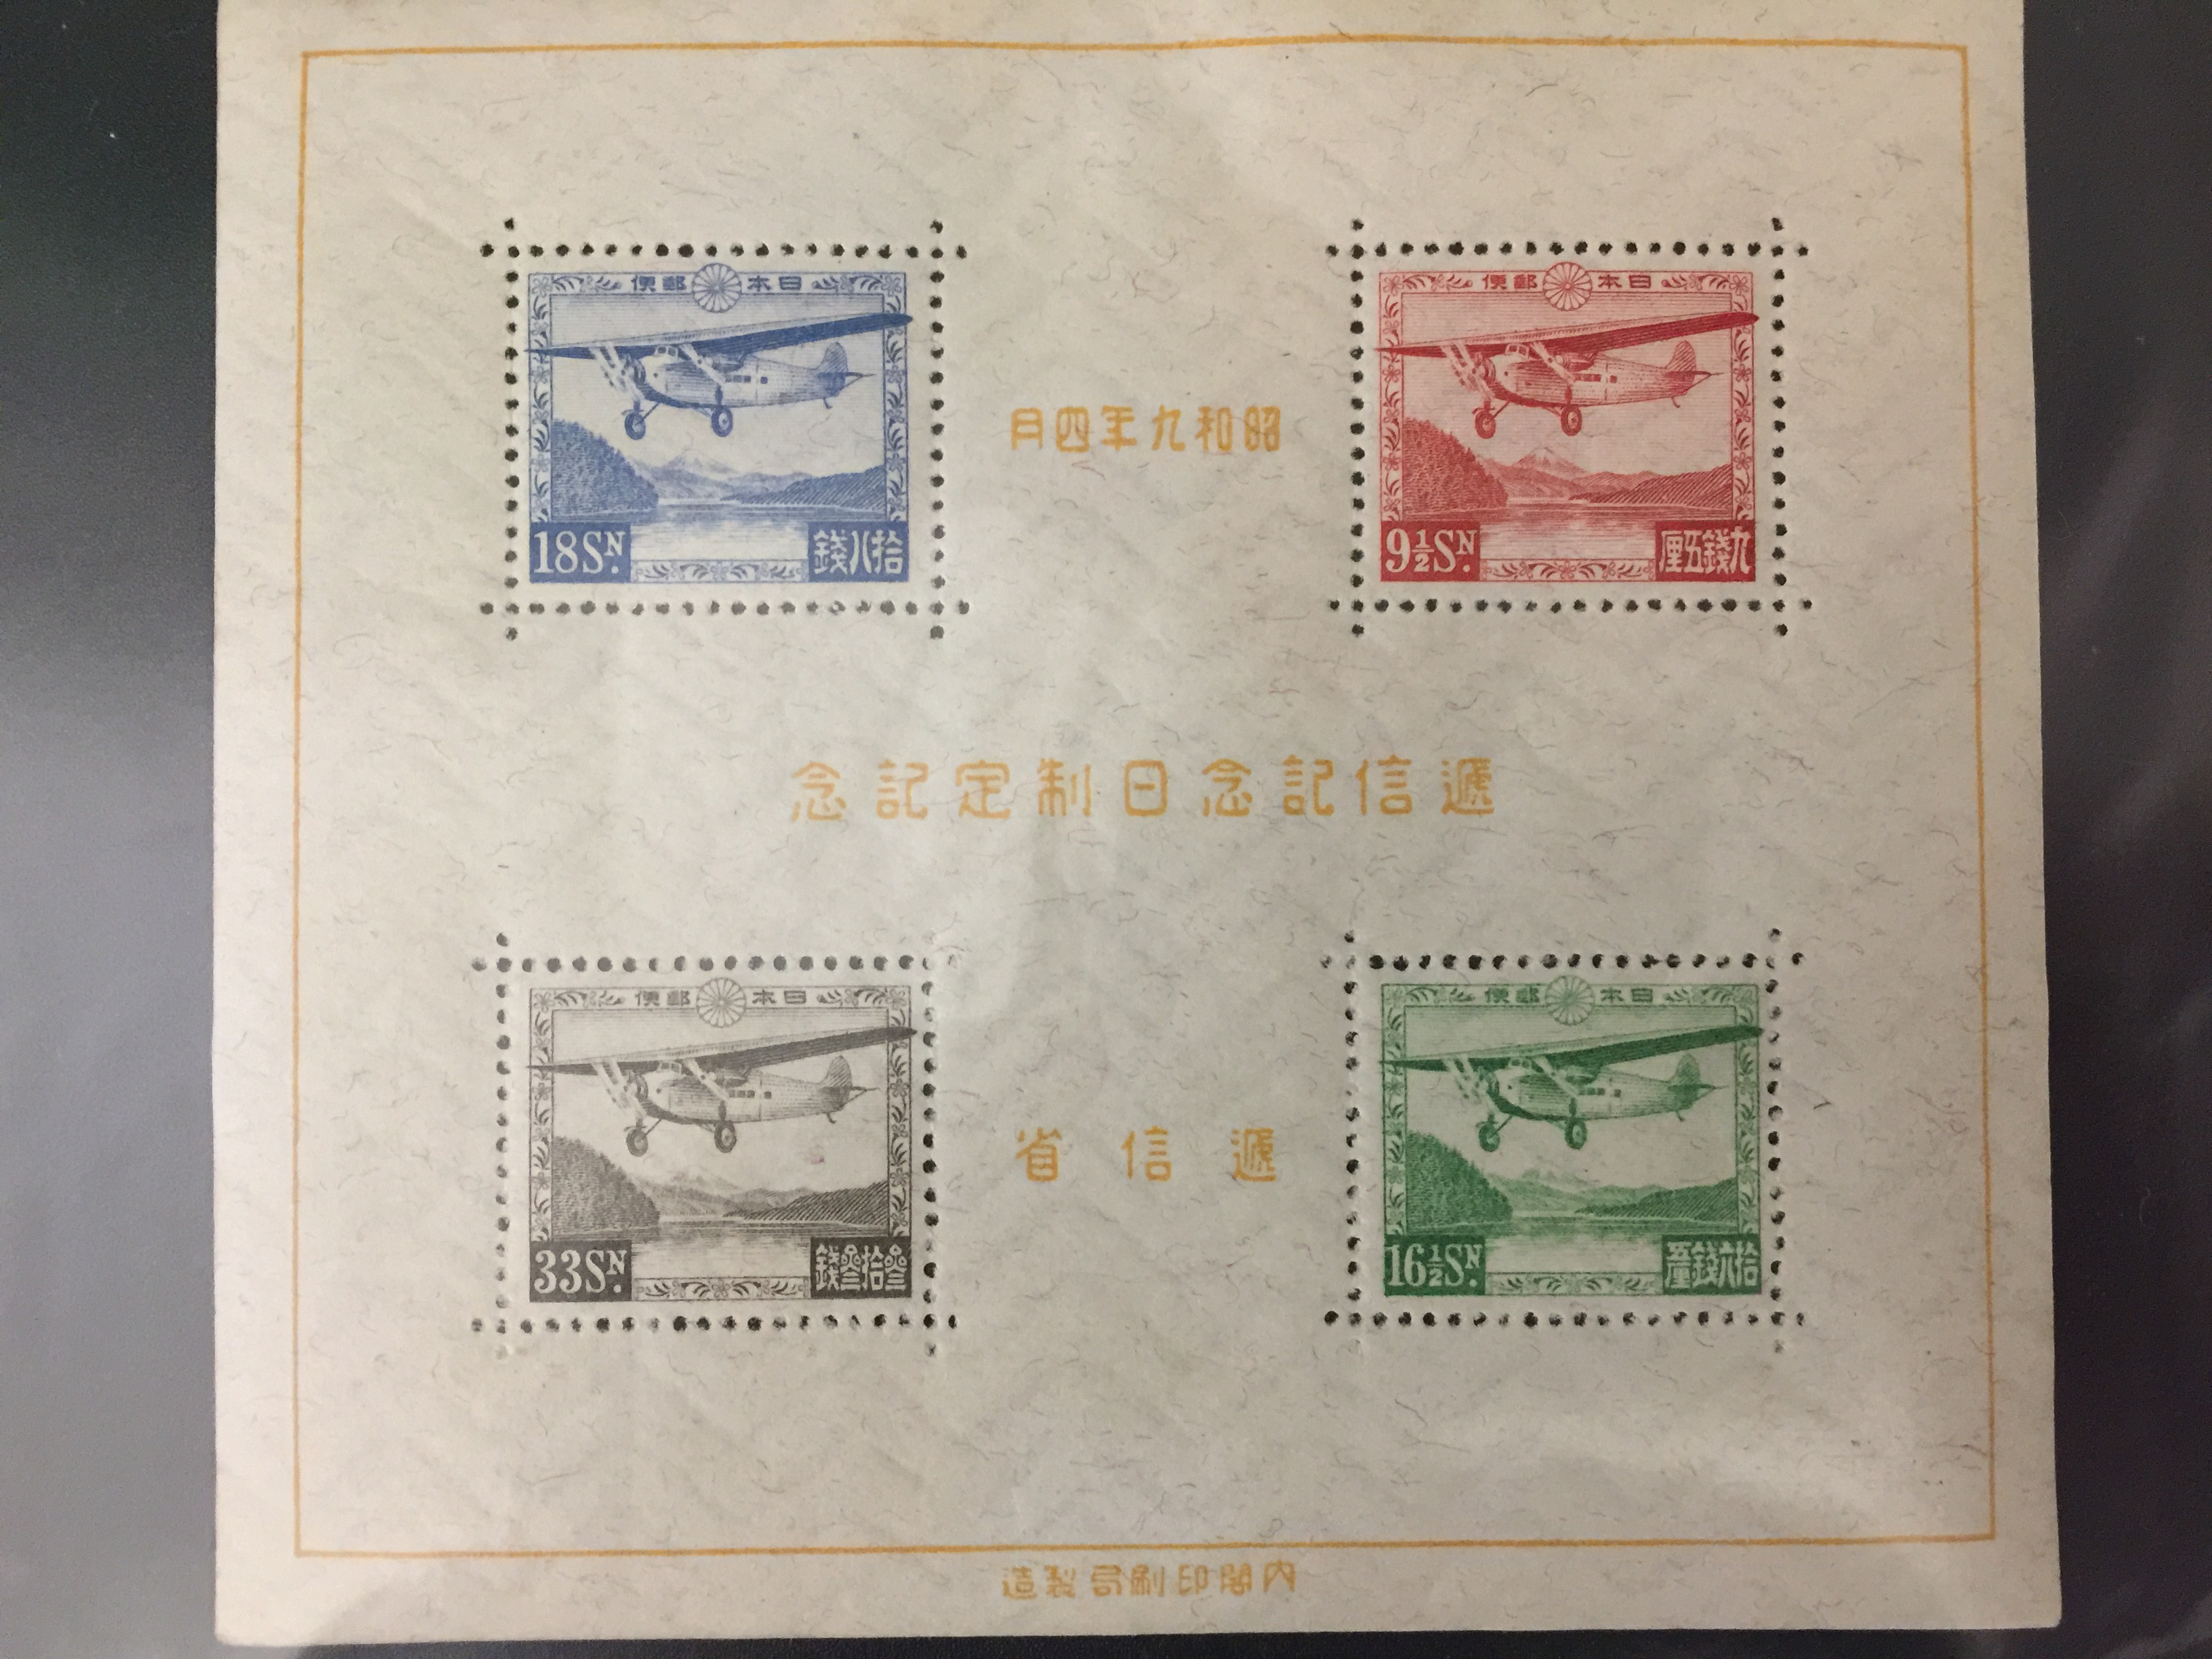 日本郵便
9½SN.
九錢五厘
昭和九年四月
日本郵便
18SN.
拾八錢
遞信記念日制定記念
日本郵便
16½SN.
拾六錢五厘
遞信省
日本郵便
33SN.
參拾參錢
内閣印刷局製造